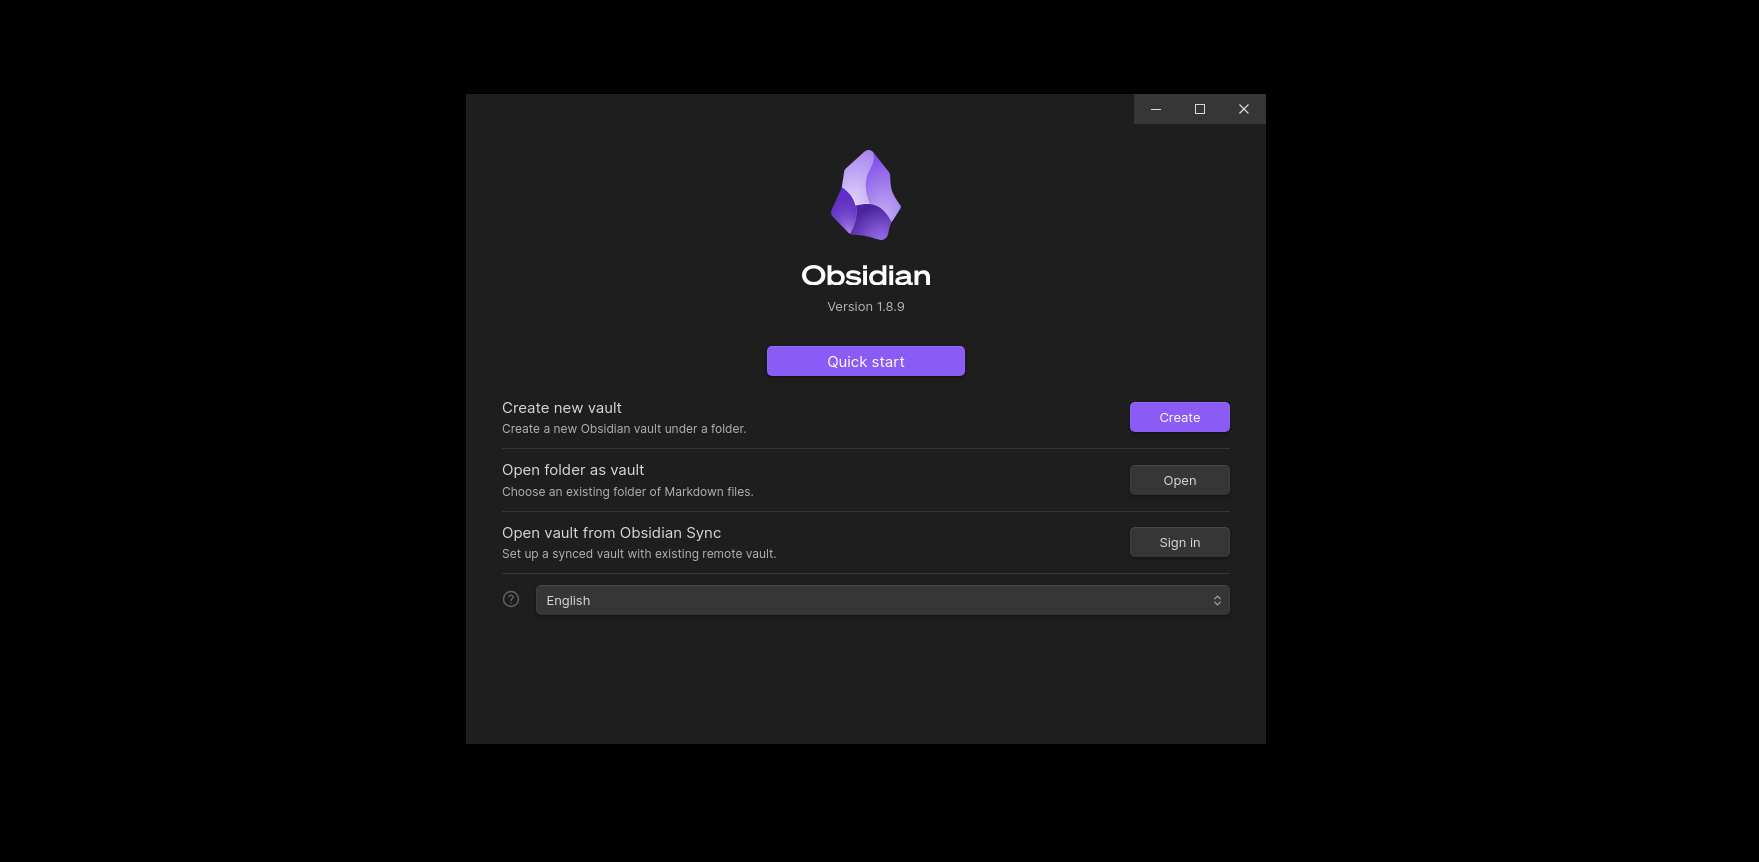 Obsidian
Version 1.8.9
Quick start
Create new vault
Create a new Obsidian vault under a folder.
Create
Open folder as vault
Choose an existing folder of Markdown files.
Open
Open vault from Obsidian Sync
Set up a synced vault with existing remote vault.
Sign in
English